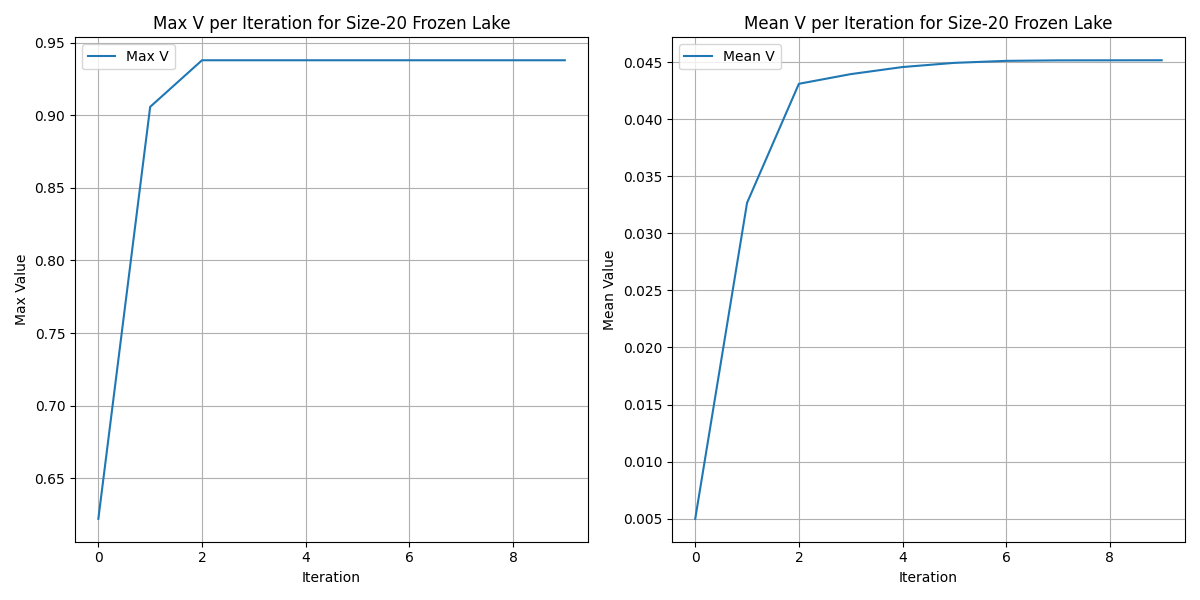 Max V per Iteration for Size-20 Frozen Lake
Max V
0.95
0.90
0.85
0.80
0.75
0.70
0.65
Max Value
0 2 4 6 8
Iteration
Mean V per Iteration for Size-20 Frozen Lake
Mean V
0.045
0.040
0.035
0.030
0.025
0.020
0.015
0.010
0.005
Mean Value
0 2 4 6 8
Iteration